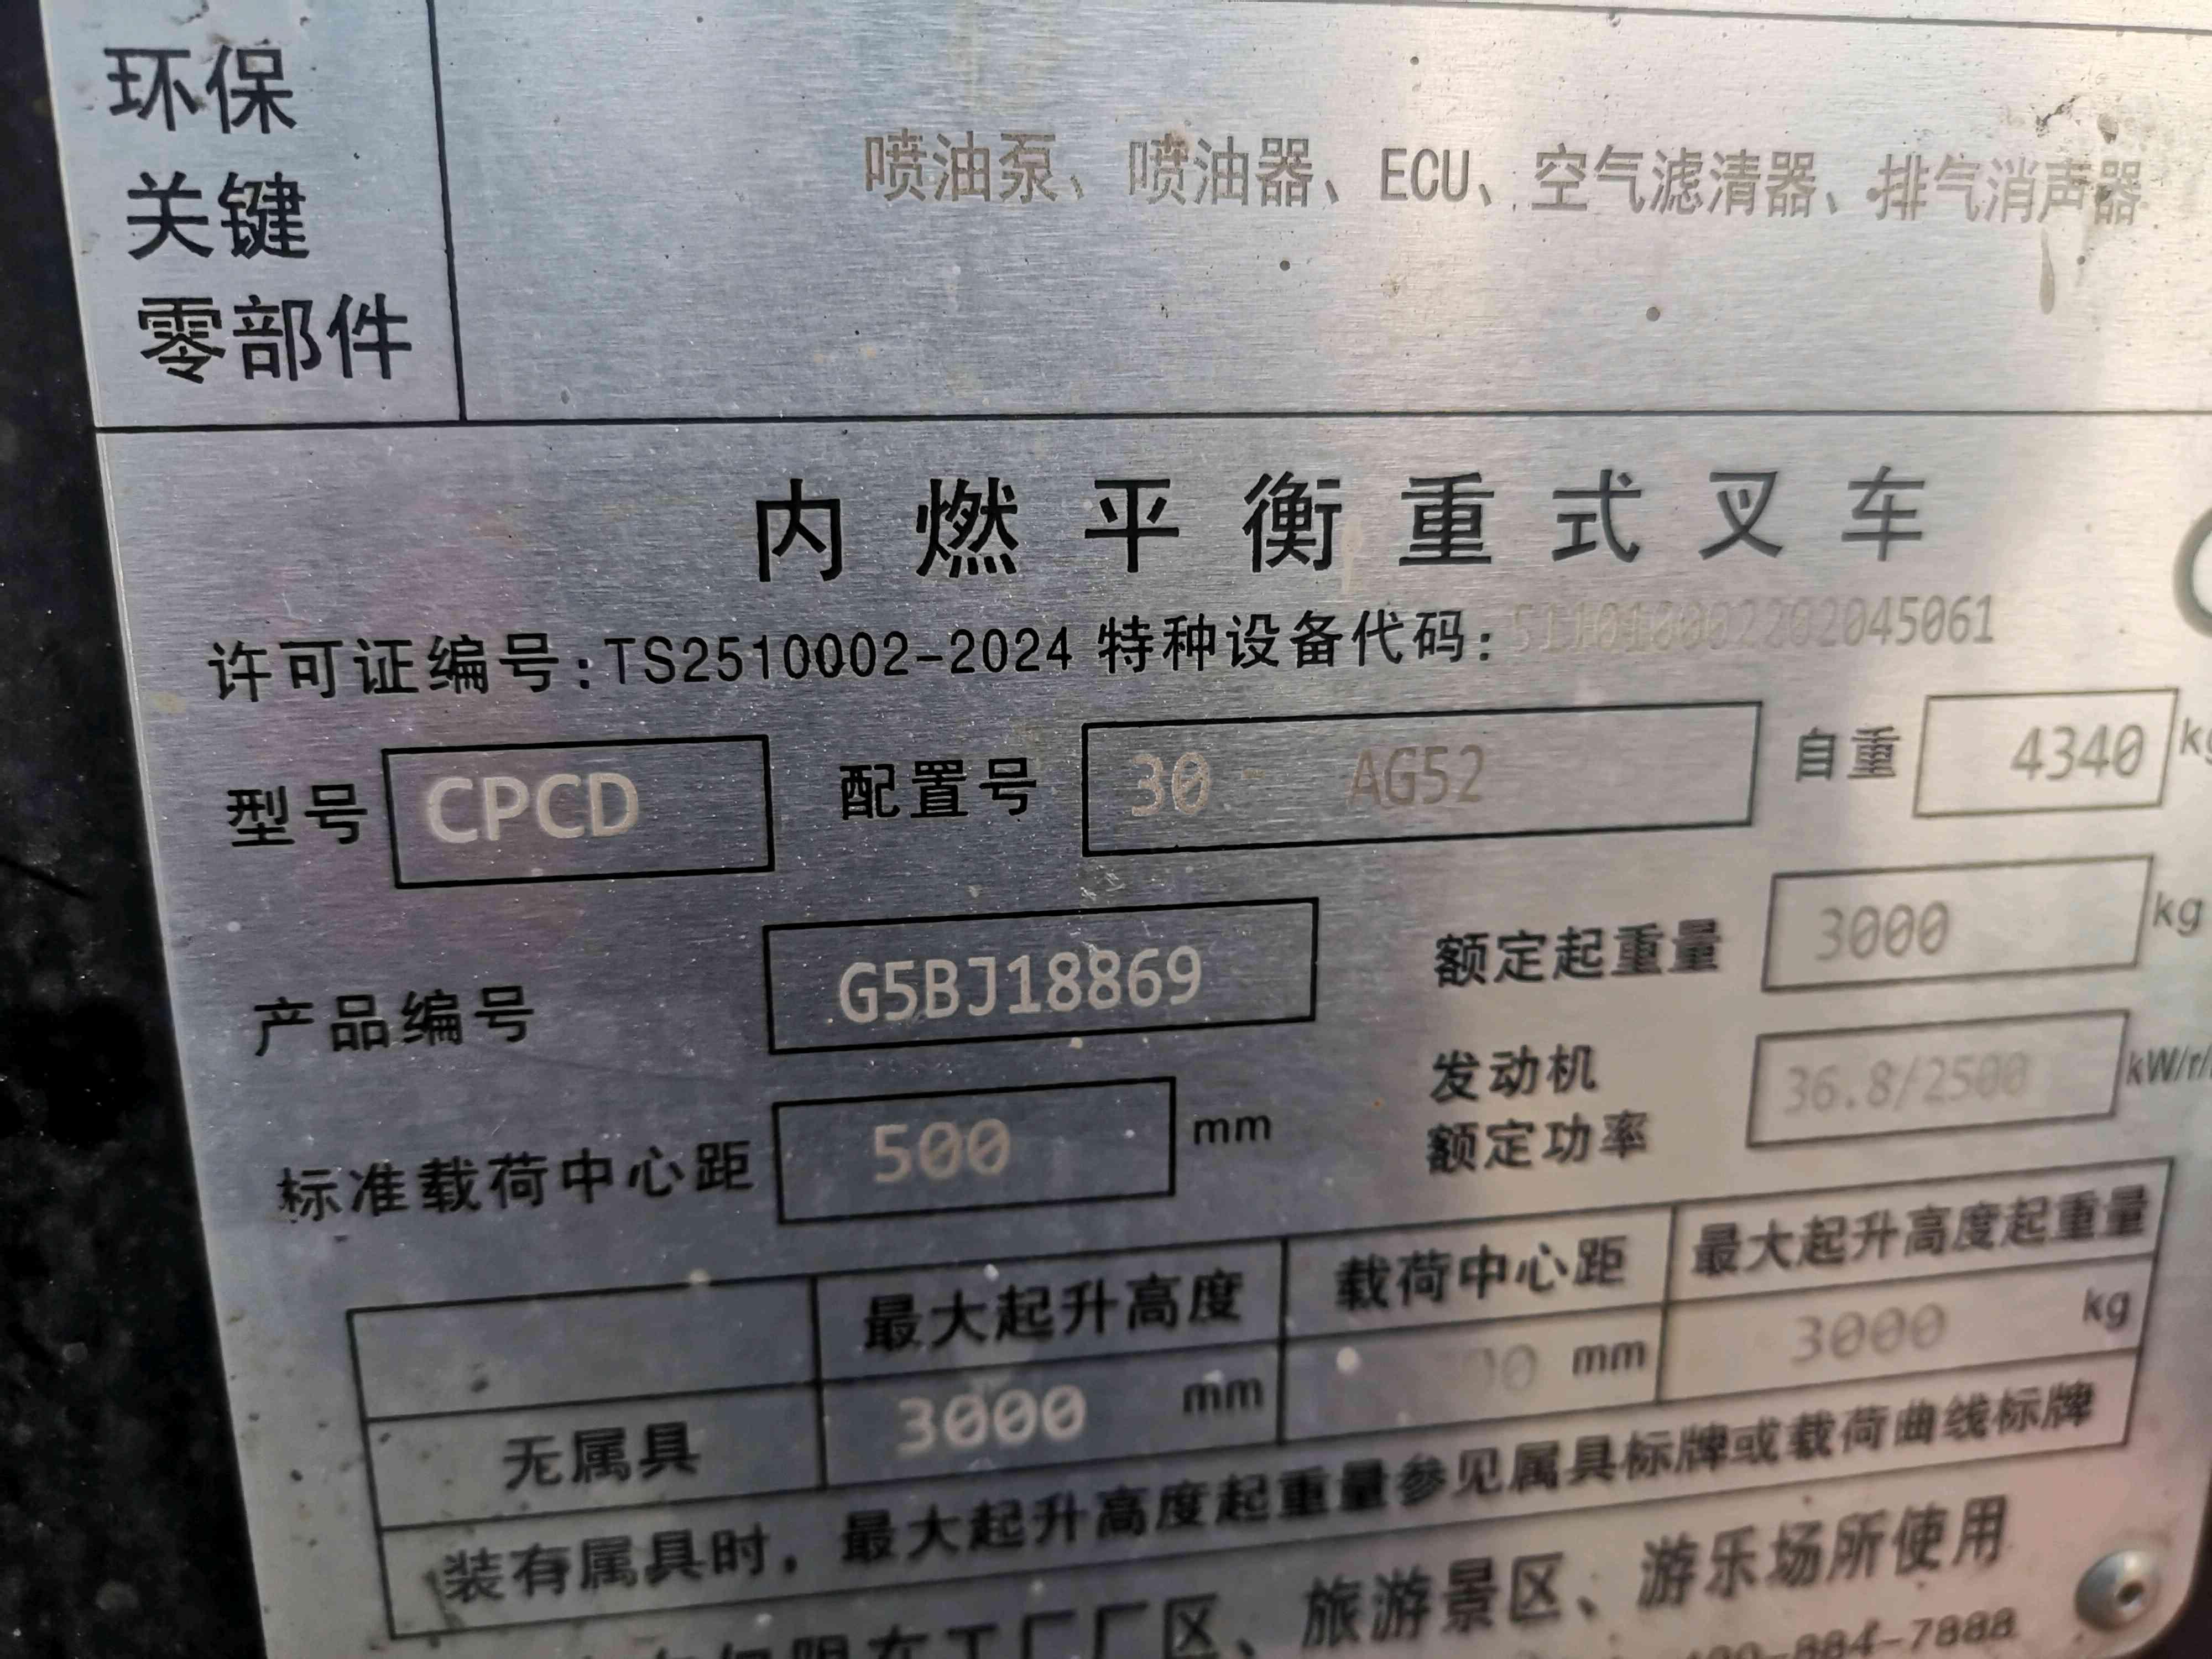 环保
关键
零部件
喷油泵、喷油器、ECU、空气滤清器、排气消声器
内燃平衡重式叉车
许可证编号:TS2510002-2024 特种设备代码:
型号 CPCD 配置号 30- AG52 自重 4340 kg
产品编号 G5BJ18869 额定起重量 3000 kg
标准载荷中心距 500 mm 发动机额定功率 36.8/2500 kW/r/
最大起升高度 载荷中心距 最大起升高度起重量
无属具 3000 mm mm 3000 kg
装有属具时,最大起升高度起重量参见属具标牌或载荷曲线标牌
工厂厂区、旅游景区、游乐场所使用
884-7888